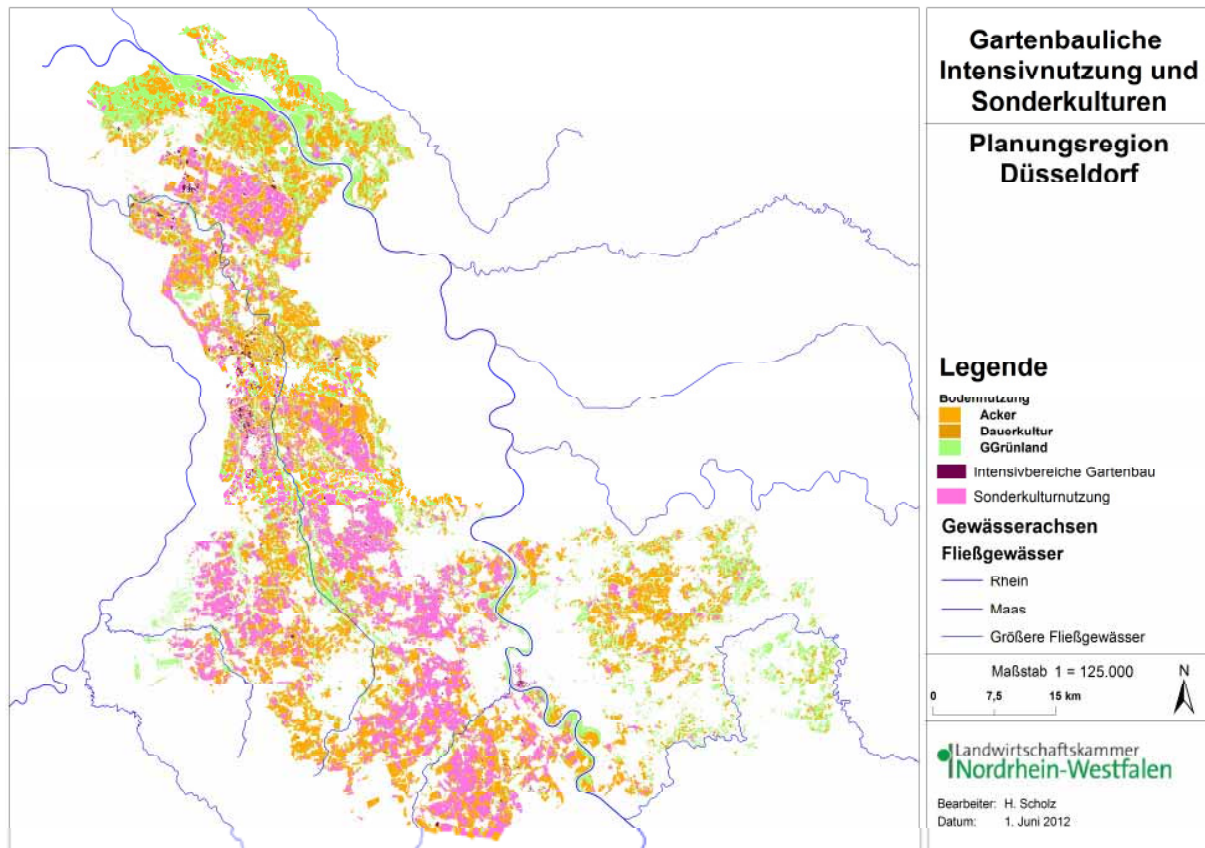 Gartenbauliche
Intensivnutzung und
Sonderkulturen
Planungsregion
Düsseldorf
Legende
Bodennutzung
Acker
Dauerkultur
GGrünland
Intensivbereiche Gartenbau
Sonderkulturnutzung
Gewässerachsen
Fließgewässer
Rhein
Maas
Größere Fließgewässer
Maßstab 1 = 125.000
N
0 7,5 15 km
Landwirtschaftskammer
Nordrhein-Westfalen
Bearbeiter: H. Scholz
Datum: 1. Juni 2012